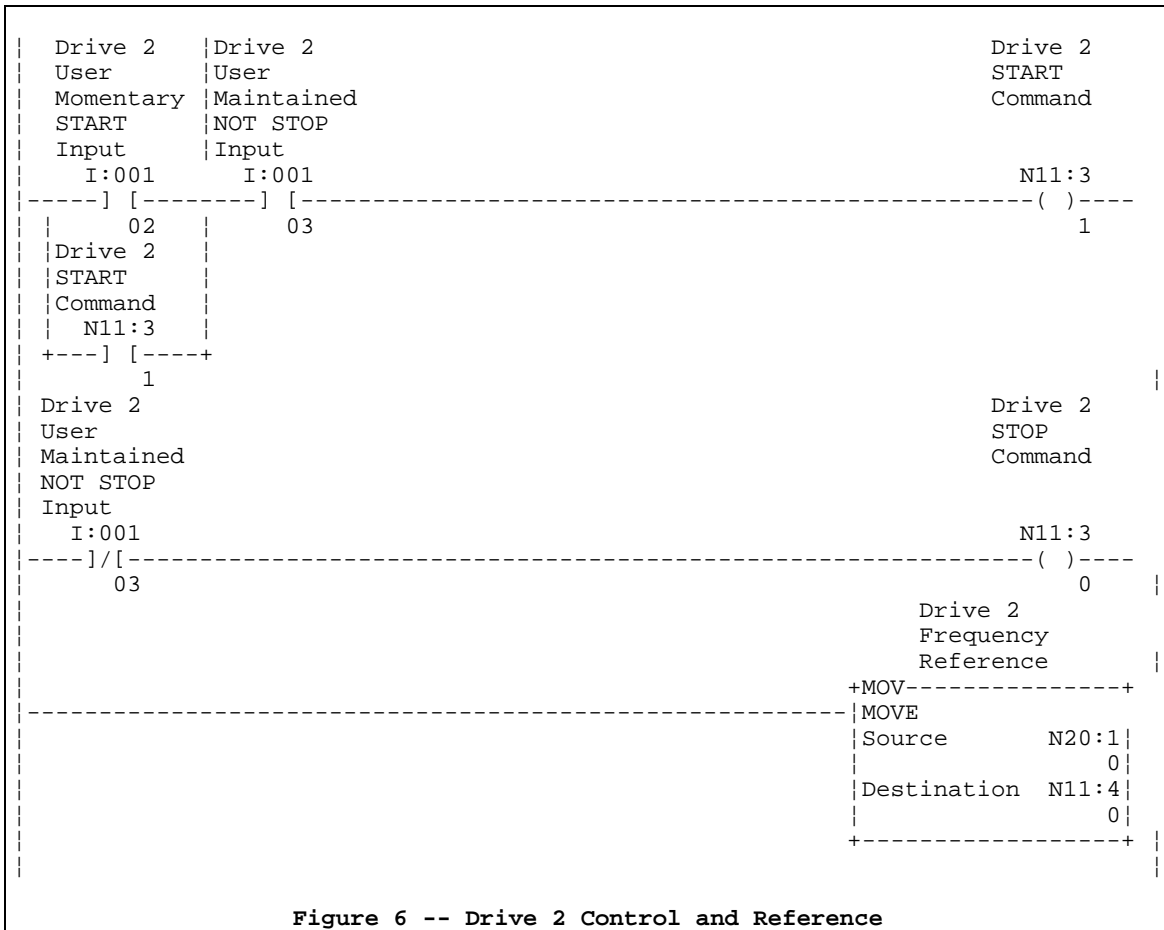 ¦  Drive 2   ¦Drive 2                                               Drive 2
¦  User      ¦User                                                  START
¦  Momentary ¦Maintained                                            Command
¦  START     ¦NOT STOP
¦  Input     ¦Input
¦    I:001      I:001                                                 N11:3
¦-----] [--------] [---------------------------------------------------( )----
¦ ¦     02   ¦     03                                                     1
¦ ¦Drive 2   ¦
¦ ¦START     ¦
¦ ¦Command   ¦
¦ ¦  N11:3   ¦
¦ +---] [----+
¦       1                                                                      ¦
¦ Drive 2                                                           Drive 2
¦ User                                                              STOP
¦ Maintained                                                        Command
¦ NOT STOP
¦ Input
¦   I:001                                                             N11:3
¦----]/[---------------------------------------------------------------( )----
¦      03                                                                 0    ¦
¦                                                              Drive 2
¦                                                              Frequency
¦                                                              Reference       ¦
¦                                                         +MOV---------------+
¦---------------------------------------------------------¦MOVE
¦                                                         ¦Source       N20:1¦
¦                                                         ¦                 0¦
¦                                                         ¦Destination  N11:4¦
¦                                                         ¦                 0¦
¦                                                         +------------------+ ¦
¦                                                                              ¦
Figure 6 -- Drive 2 Control and Reference